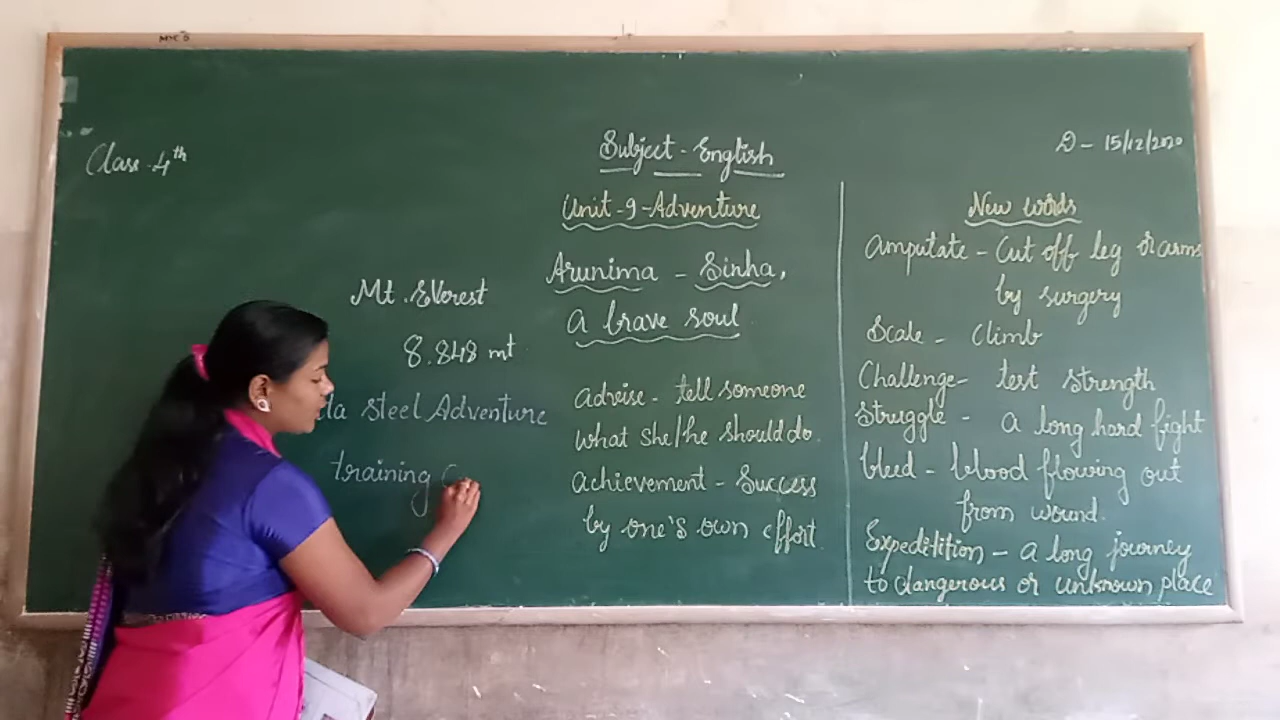 Class - 4th
Subject - English
D - 15/12/2020
Unit - 9 - Adventure
Arunima - Sinha,
a brave soul
Mt. Everest
8.848 mt
ta steel Adventure
training
advise - tell someone
what she/he should do.
achievement - Success
by one's own effort
New words
Amputate - Cut off leg or arms
by surgery
Scale - Climb
Challenge - test strength
Struggle - a long hard fight
bleed - blood flowing out
from wound.
Expedition - a long journey
to dangerous or unknown place